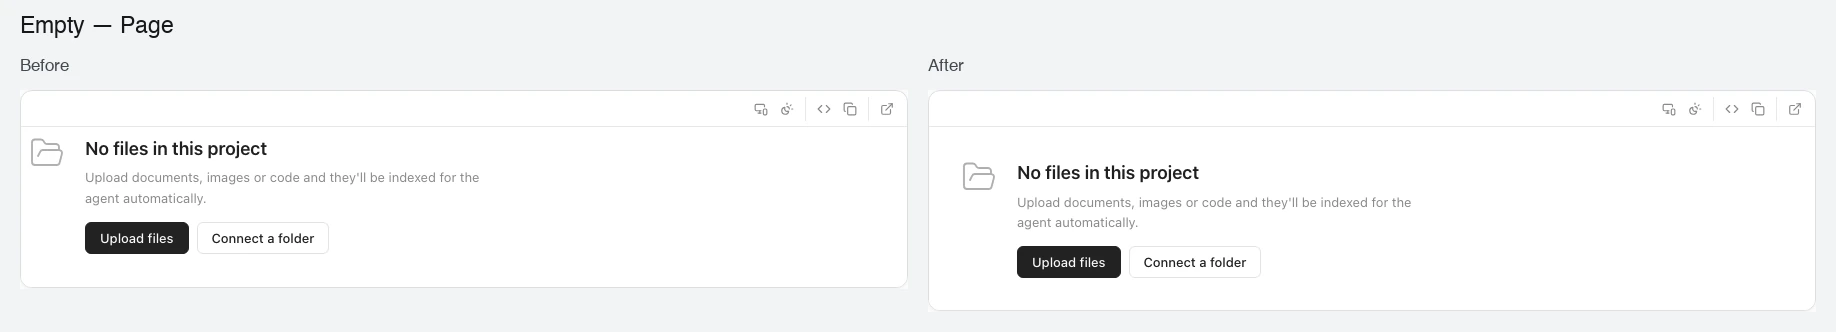 Empty — Page
Before
No files in this project
Upload documents, images or code and they'll be indexed for the
agent automatically.
Upload files
Connect a folder
After
No files in this project
Upload documents, images or code and they'll be indexed for the
agent automatically.
Upload files
Connect a folder